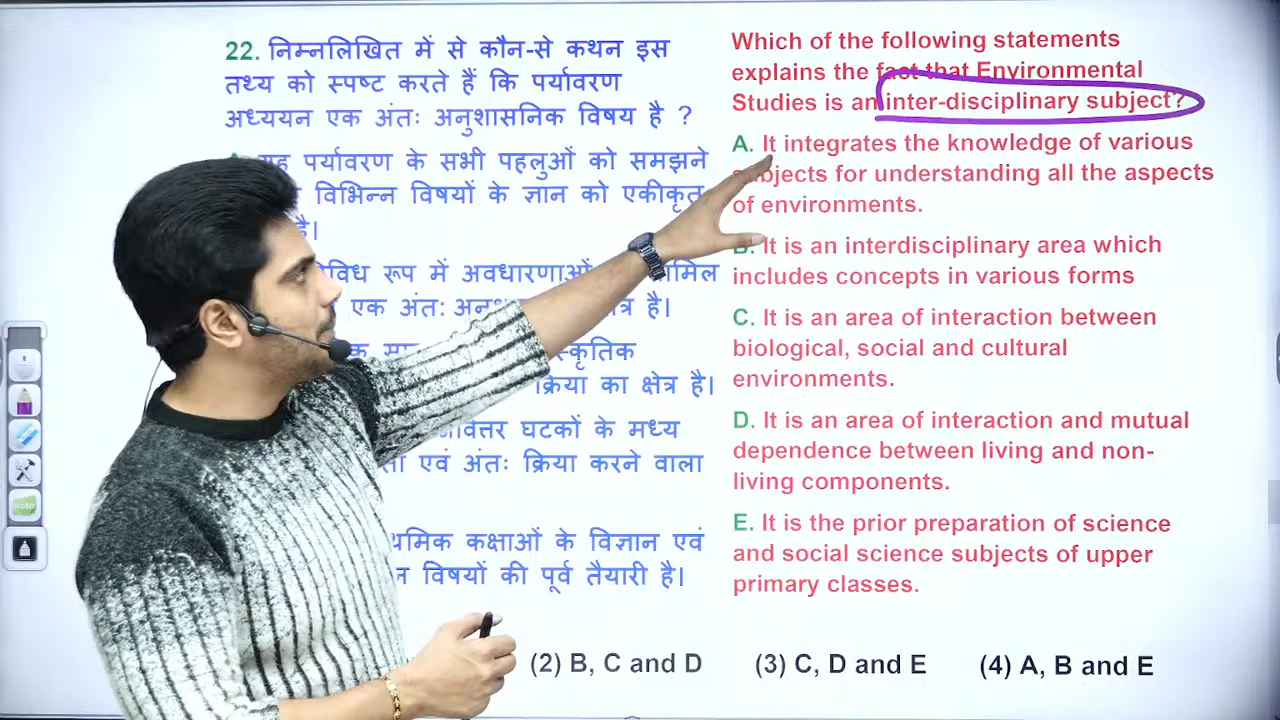 22. निम्नलिखित में से कौन-से कथन इस
तथ्य को स्पष्ट करते हैं कि पर्यावरण
अध्ययन एक अंतः अनुशासनिक विषय है ?
यह पर्यावरण के सभी पहलुओं को समझने
विभिन्न विषयों के ज्ञान को एकीकृत
है।
विविध रूप में अवधारणाओं
एक अंत: क्षेत्र है।
क्रिया का क्षेत्र है।
घटकों के मध्य
एवं अंतः क्रिया करने वाला
कक्षाओं के विज्ञान एवं
विषयों की पूर्व तैयारी है।
Which of the following statements
explains the fact that Environmental
Studies is an inter-disciplinary subject?
A. It integrates the knowledge of various
subjects for understanding all the aspects
of environments.
B. It is an interdisciplinary area which
includes concepts in various forms
C. It is an area of interaction between
biological, social and cultural
environments.
D. It is an area of interaction and mutual
dependence between living and non-
living components.
E. It is the prior preparation of science
and social science subjects of upper
primary classes.
(2) B, C and D (3) C, D and E (4) A, B and E